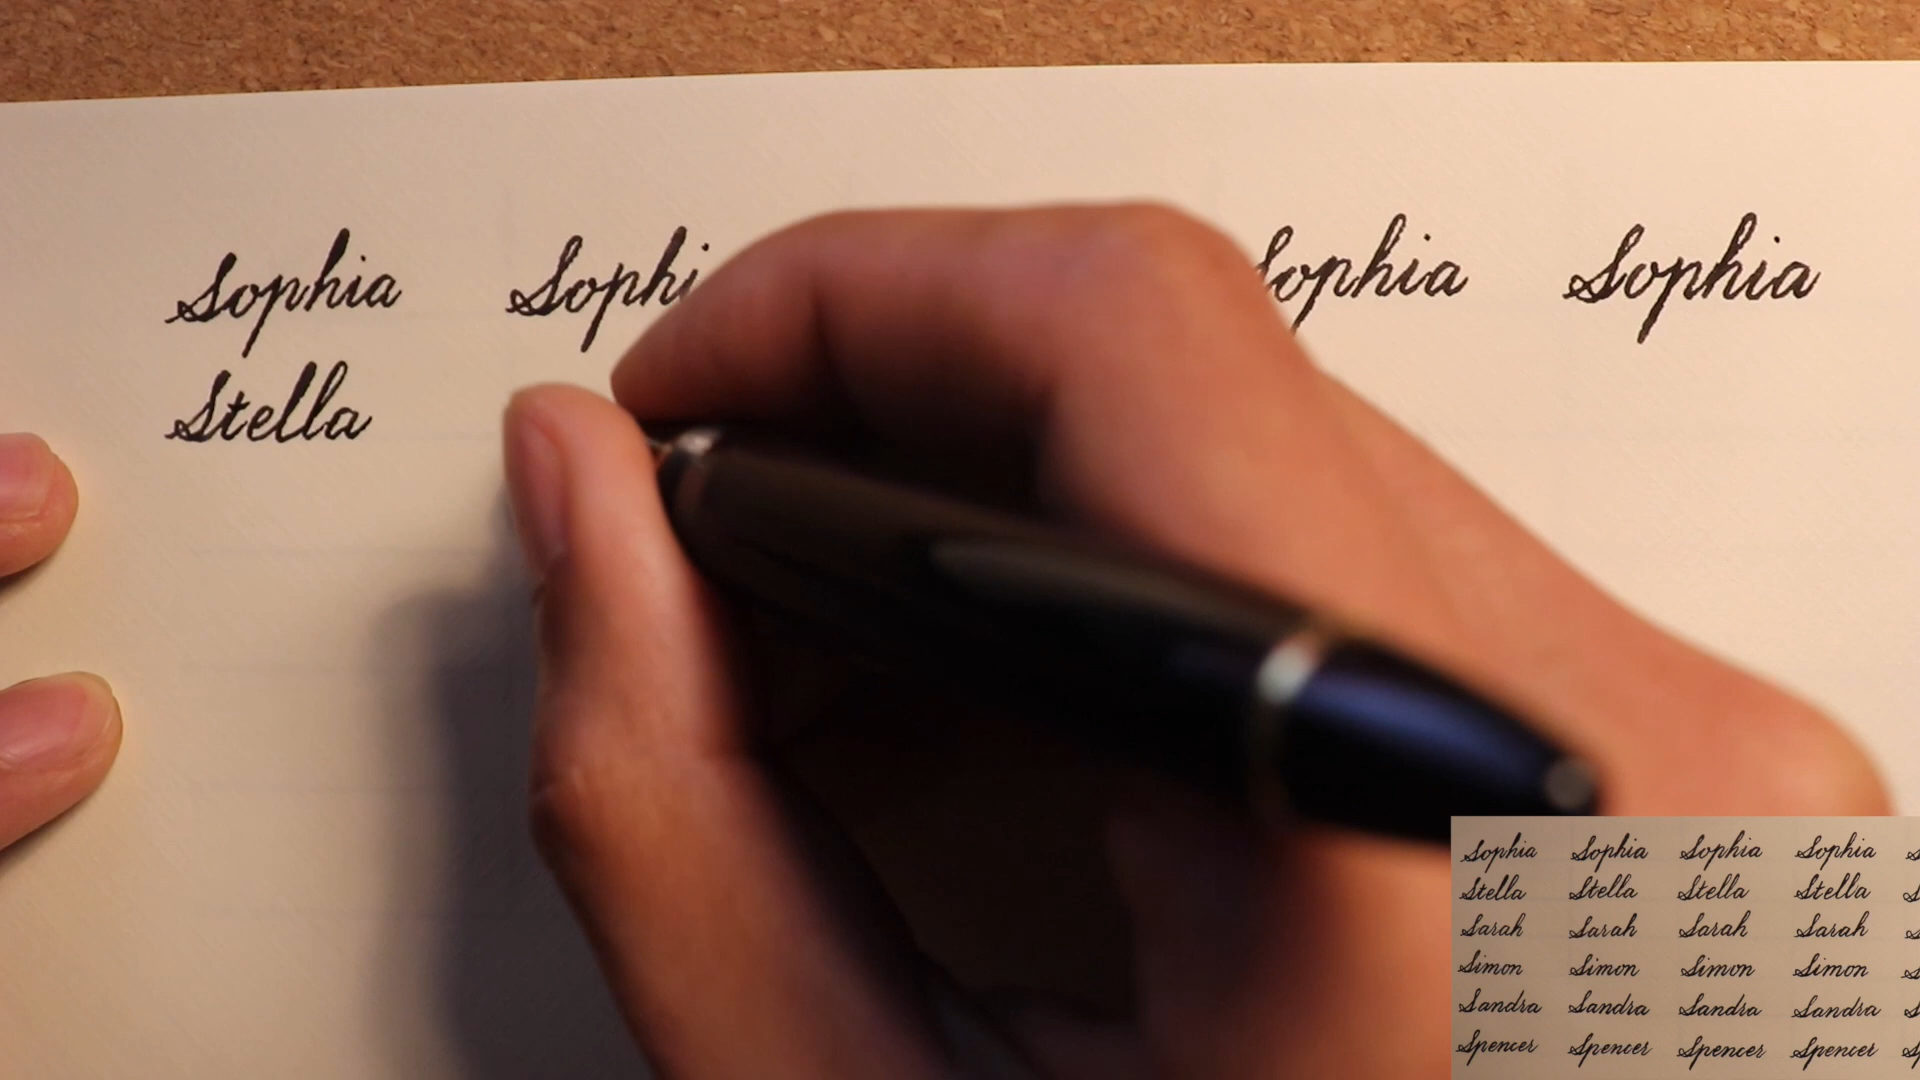 Sophia Sophi ophia Sophia
Stella
Sophia Sophia Sophia Sophia
Stella Stella Stella Stella
Sarah Sarah Sarah Sarah
Simon Simon Simon Simon
Sandra Sandra Sandra Sandra
Spencer Spencer Spencer Spencer